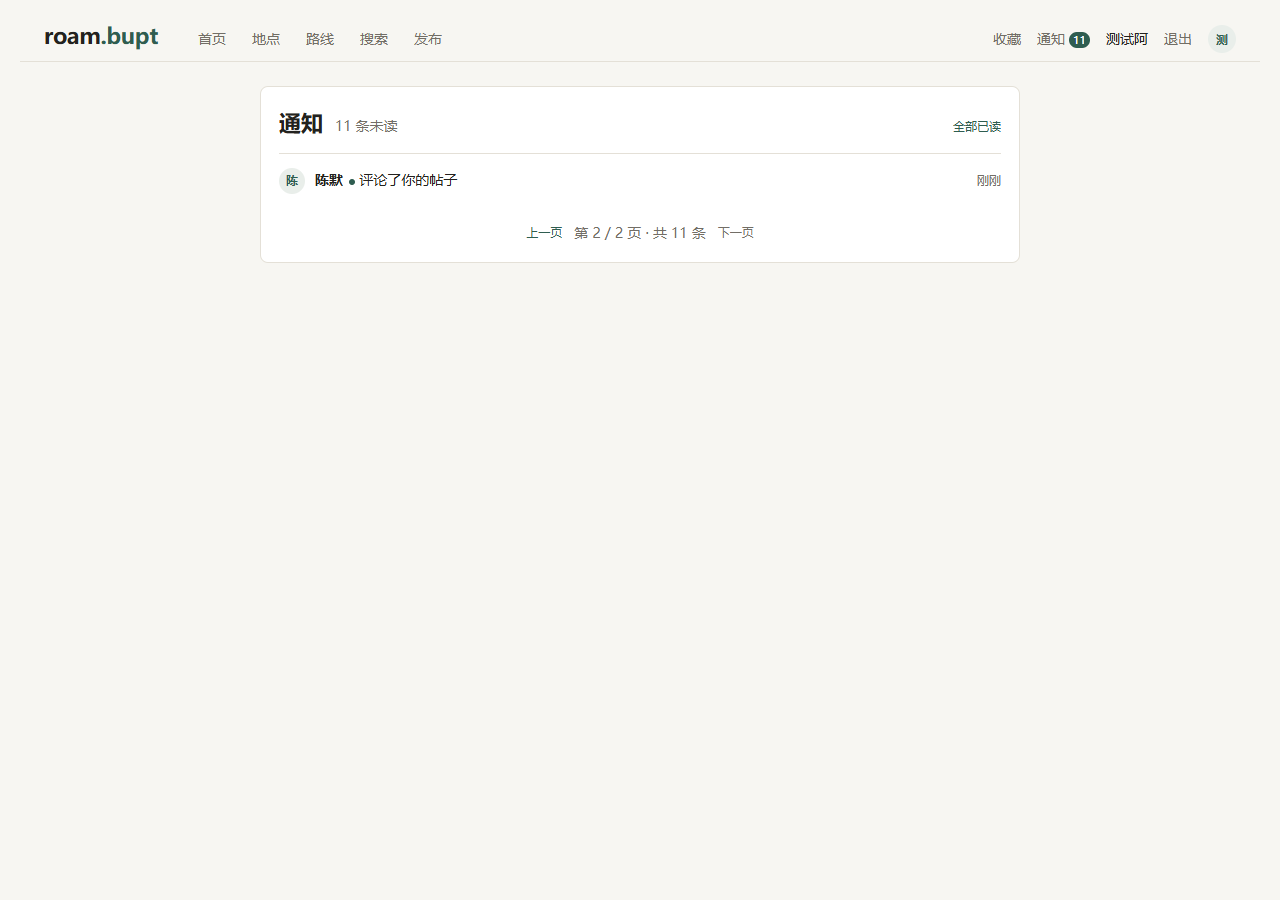 roam.bupt 首页 地点 路线 搜索 发布 收藏 通知 11 测试阿 退出 测
通知 11 条未读 全部已读
陈 陈默 • 评论了你的帖子 刚刚
上一页 第 2 / 2 页 · 共 11 条 下一页